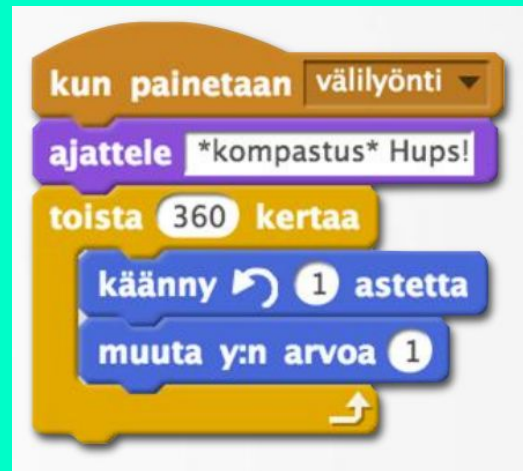 kun painetaan välilyönti
ajattele *kompastus* Hups!
toista 360 kertaa
käänny 1 astetta
muuta y:n arvoa 1